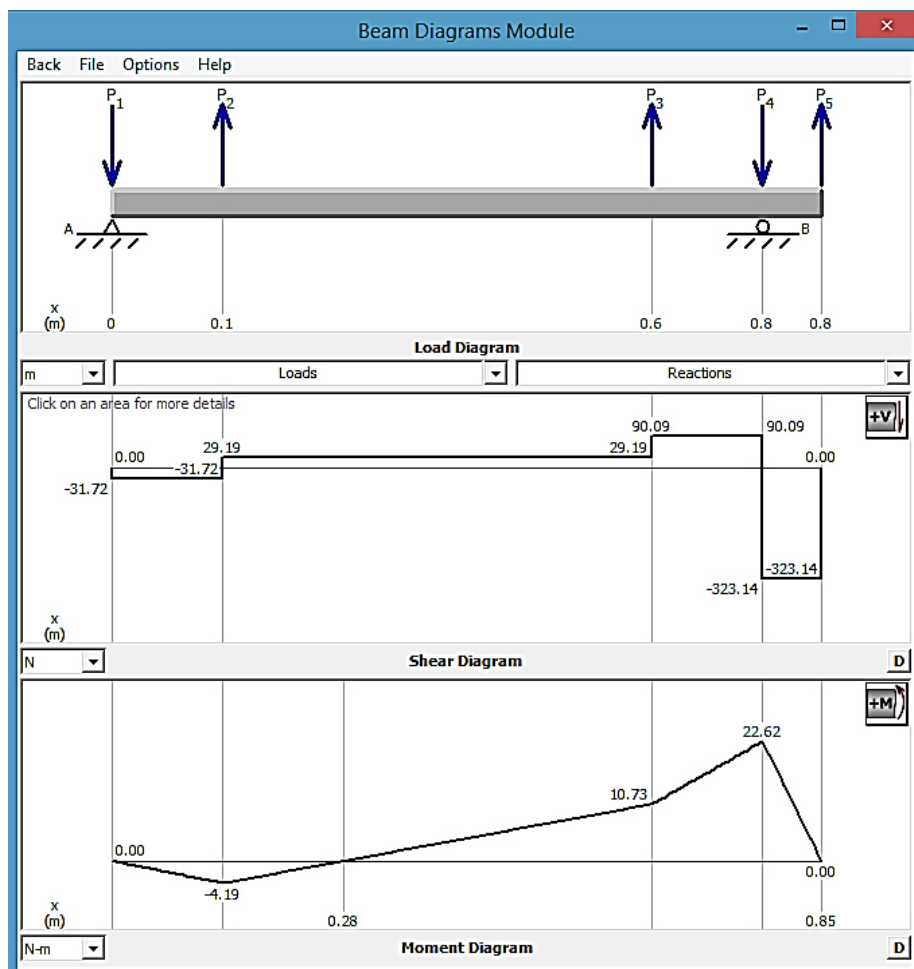 Beam Diagrams Module
Back File Options Help
P1 P2 P3 P4 P5
A B
x
(m) 0 0.1 0.6 0.8 0.8
Load Diagram
m Loads Reactions
Click on an area for more details
+V
90.09 90.09
0.00 29.19 29.19 0.00
-31.72
-31.72
-323.14
-323.14
x
(m)
N Shear Diagram D
+M
22.62
10.73
0.00
0.00
-4.19
x
(m) 0.28 0.85
N-m Moment Diagram D